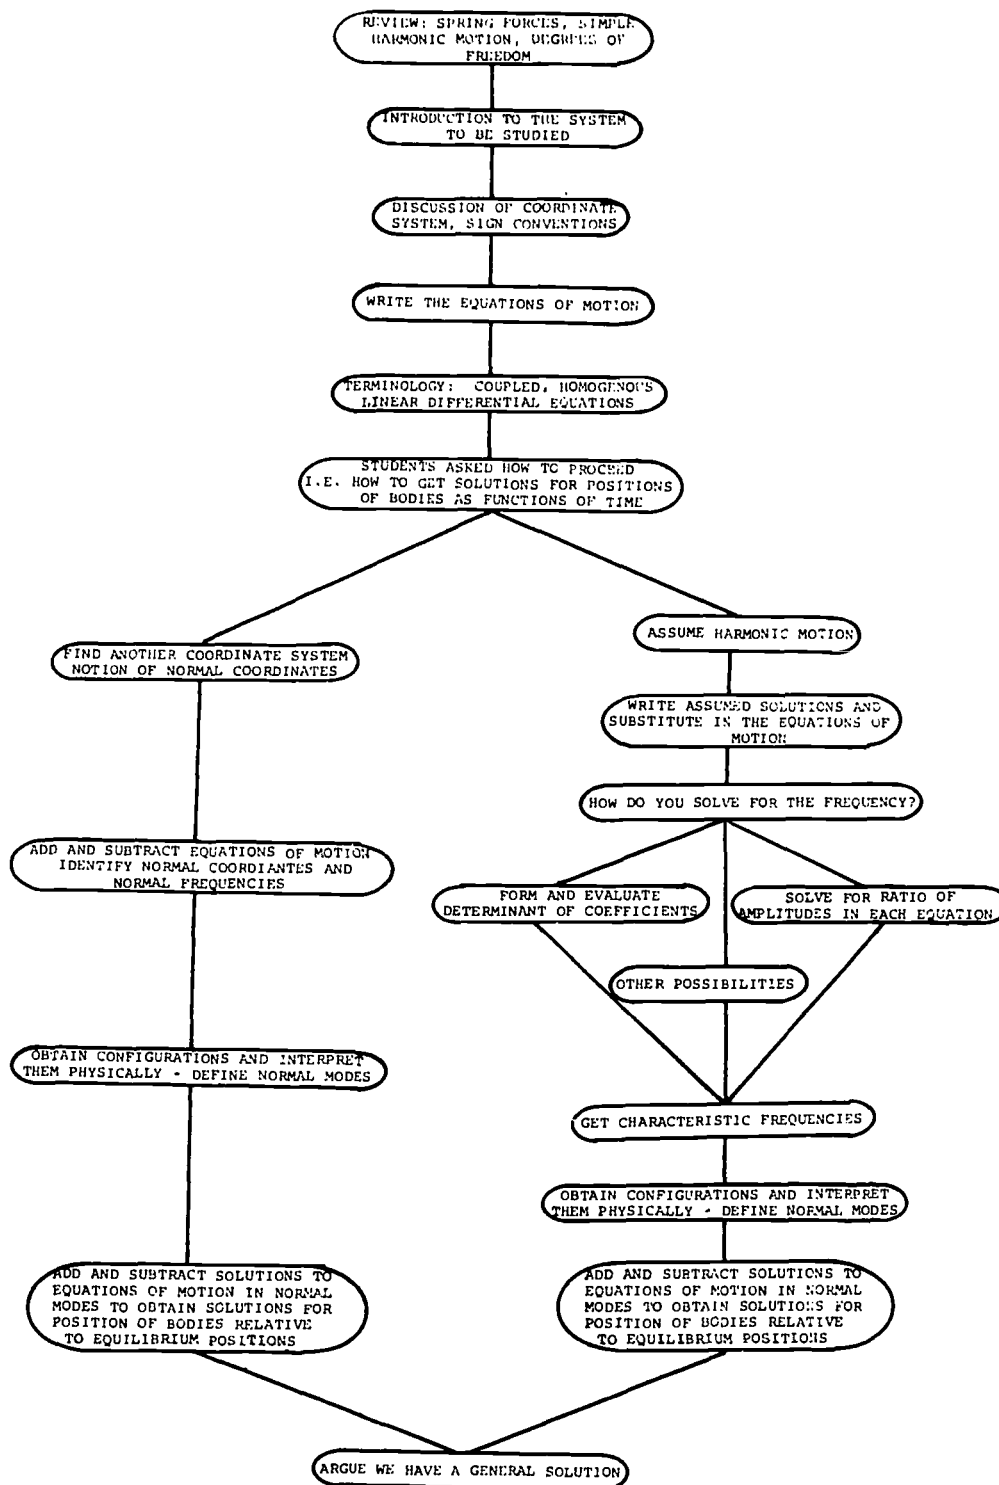 REVIEW: SPRING FORCES, SIMPLE
HARMONIC MOTION, DEGREES OF
FREEDOM
INTRODUCTION TO THE SYSTEM
TO BE STUDIED
DISCUSSION OF COORDINATE
SYSTEM, SIGN CONVENTIONS
WRITE THE EQUATIONS OF MOTION
TERMINOLOGY: COUPLED, HOMOGENOUS
LINEAR DIFFERENTIAL EQUATIONS
STUDENTS ASKED HOW TO PROCEED
I.E. HOW TO GET SOLUTIONS FOR POSITIONS
OF BODIES AS FUNCTIONS OF TIME
FIND ANOTHER COORDINATE SYSTEM
NOTION OF NORMAL COORDINATES
ADD AND SUBTRACT EQUATIONS OF MOTION
IDENTIFY NORMAL COORDIANTES AND
NORMAL FREQUENCIES
OBTAIN CONFIGURATIONS AND INTERPRET
THEM PHYSICALLY - DEFINE NORMAL MODES
ADD AND SUBTRACT SOLUTIONS TO
EQUATIONS OF MOTION IN NORMAL
MODES TO OBTAIN SOLUTIONS FOR
POSITION OF BODIES RELATIVE
TO EQUILIBRIUM POSITIONS
ASSUME HARMONIC MOTION
WRITE ASSUMED SOLUTIONS AND
SUBSTITUTE IN THE EQUATIONS OF
MOTION
HOW DO YOU SOLVE FOR THE FREQUENCY?
FORM AND EVALUATE
DETERMINANT OF COEFFICIENTS
SOLVE FOR RATIO OF
AMPLITUDES IN EACH EQUATION
OTHER POSSIBILITIES
GET CHARACTERISTIC FREQUENCIES
OBTAIN CONFIGURATIONS AND INTERPRET
THEM PHYSICALLY - DEFINE NORMAL MODES
ADD AND SUBTRACT SOLUTIONS TO
EQUATIONS OF MOTION IN NORMAL
MODES TO OBTAIN SOLUTIONS FOR
POSITION OF BODIES RELATIVE
TO EQUILIBRIUM POSITIONS
ARGUE WE HAVE A GENERAL SOLUTION